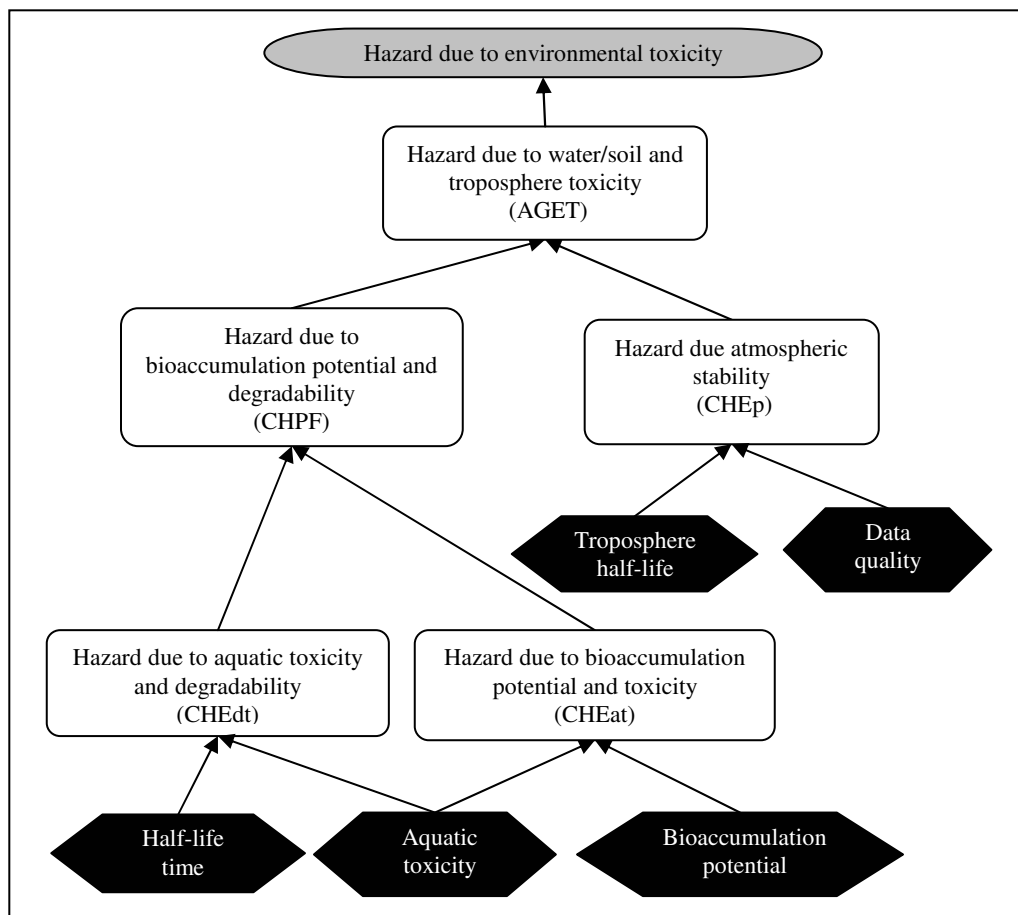 Hazard due to environmental toxicity
Hazard due to water/soil and
troposphere toxicity
(AGET)
Hazard due to
bioaccumulation potential and
degradability
(CHPF)
Hazard due atmospheric
stability
(CHEp)
Troposphere
half-life
Data
quality
Hazard due to aquatic toxicity
and degradability
(CHEdt)
Hazard due to bioaccumulation
potential and toxicity
(CHEat)
Half-life
time
Aquatic
toxicity
Bioaccumulation
potential